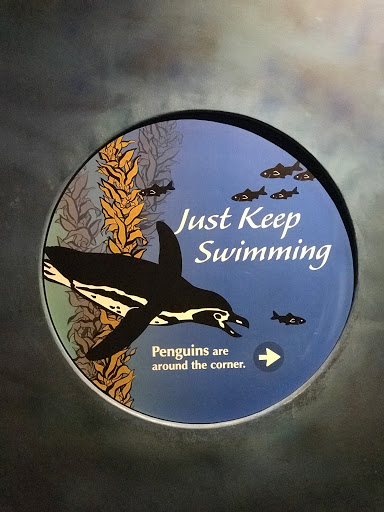 Just Keep
Swimming
Penguins are
around the corner.